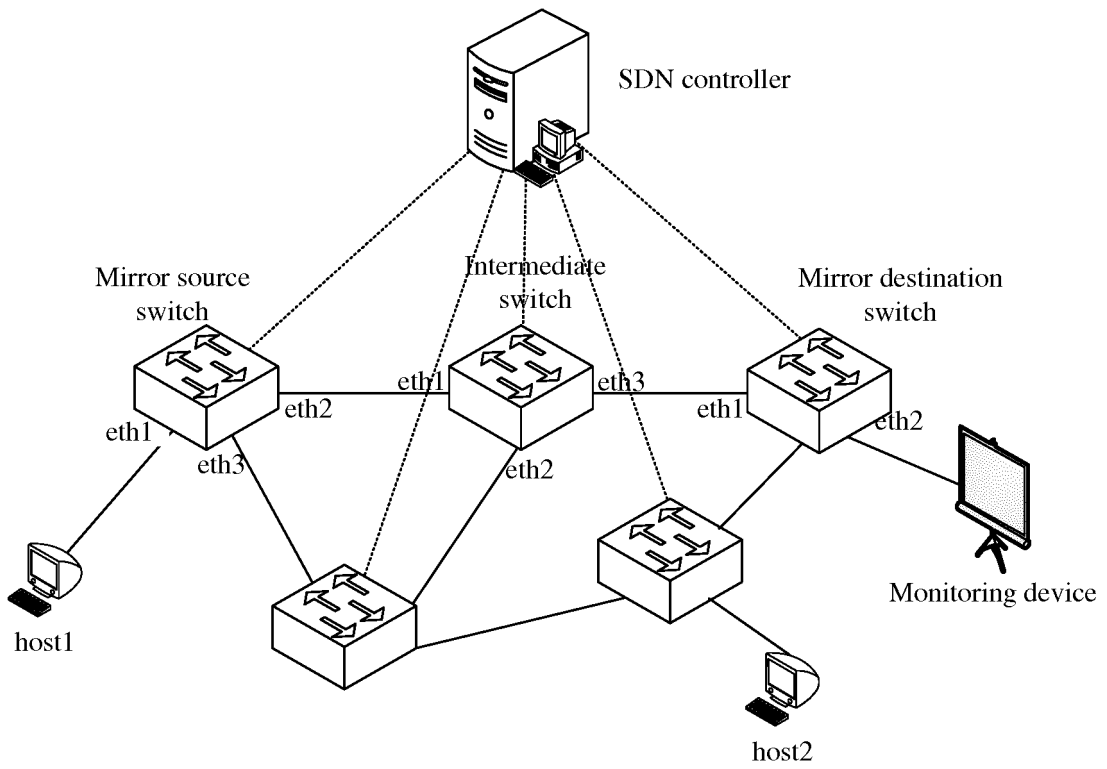 SDN controller
Mirror source
switch
Intermediate
switch
Mirror destination
switch
eth1
eth2
eth3
eth1
eth3
eth2
eth1
eth2
host1
Monitoring device
host2